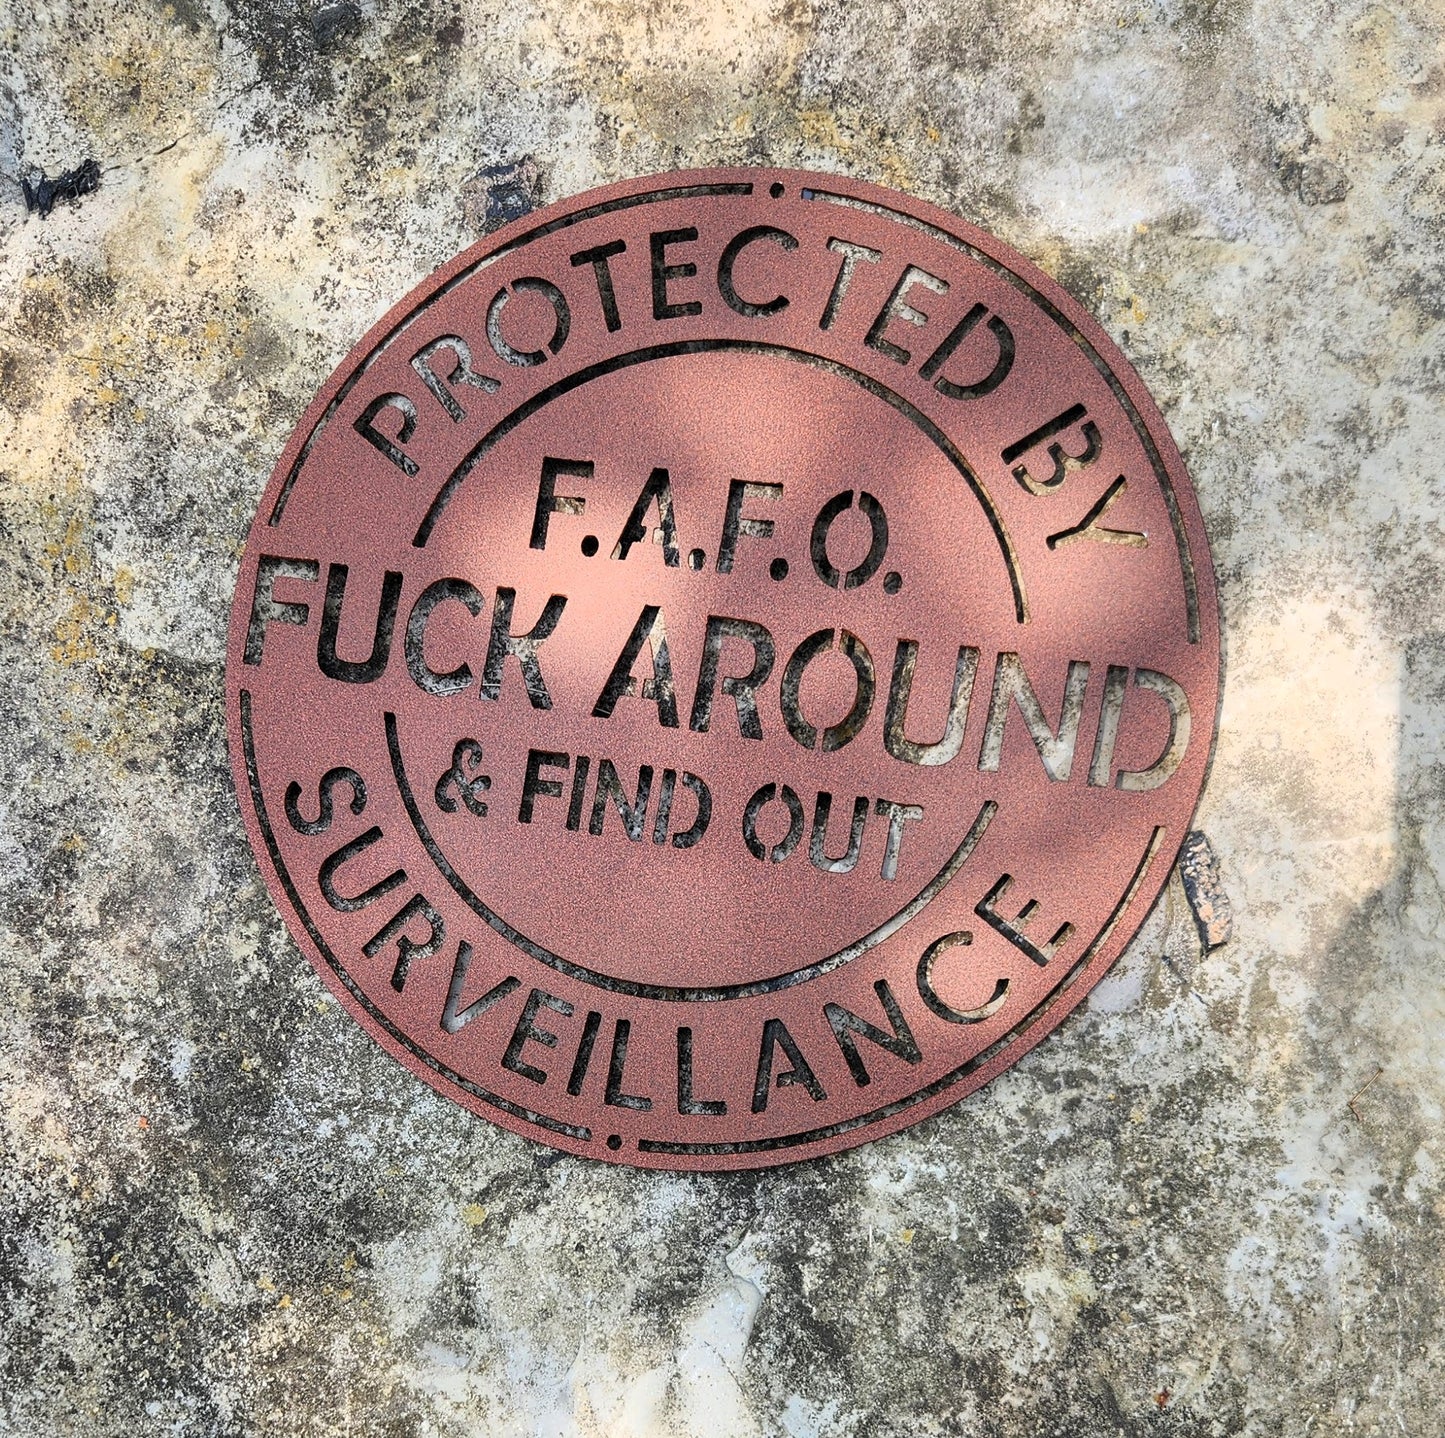 PROTECTED BY
F.A.F.O.
FUCK AROUND
& FIND OUT
SURVEILLANCE